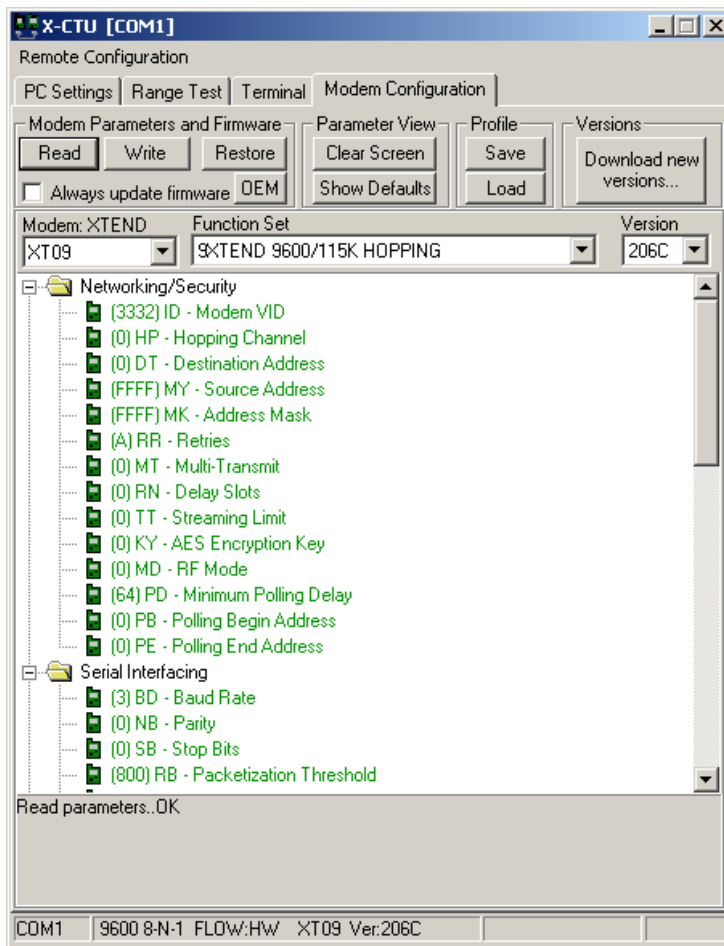 X-CTU [COM1]
Remote Configuration
PC Settings Range Test Terminal Modem Configuration
Modem Parameters and Firmware Parameter View Profile Versions
Read Write Restore Clear Screen Save Download new versions...
Always update firmware OEM Show Defaults Load
Modem: XTEND Function Set Version
XT09 9XTEND 9600/115K HOPPING 206C
Networking/Security
(3332) ID - Modem VID
(0) HP - Hopping Channel
(0) DT - Destination Address
(FFFF) MY - Source Address
(FFFF) MK - Address Mask
(A) RR - Retries
(0) MT - Multi-Transmit
(0) RN - Delay Slots
(0) TT - Streaming Limit
(0) KY - AES Encryption Key
(0) MD - RF Mode
(64) PD - Minimum Polling Delay
(0) PB - Polling Begin Address
(0) PE - Polling End Address
Serial Interfacing
(3) BD - Baud Rate
(0) NB - Parity
(0) SB - Stop Bits
(800) RB - Packetization Threshold
Read parameters..OK
COM1 9600 8-N-1 FLOW:HW XT09 Ver:206C